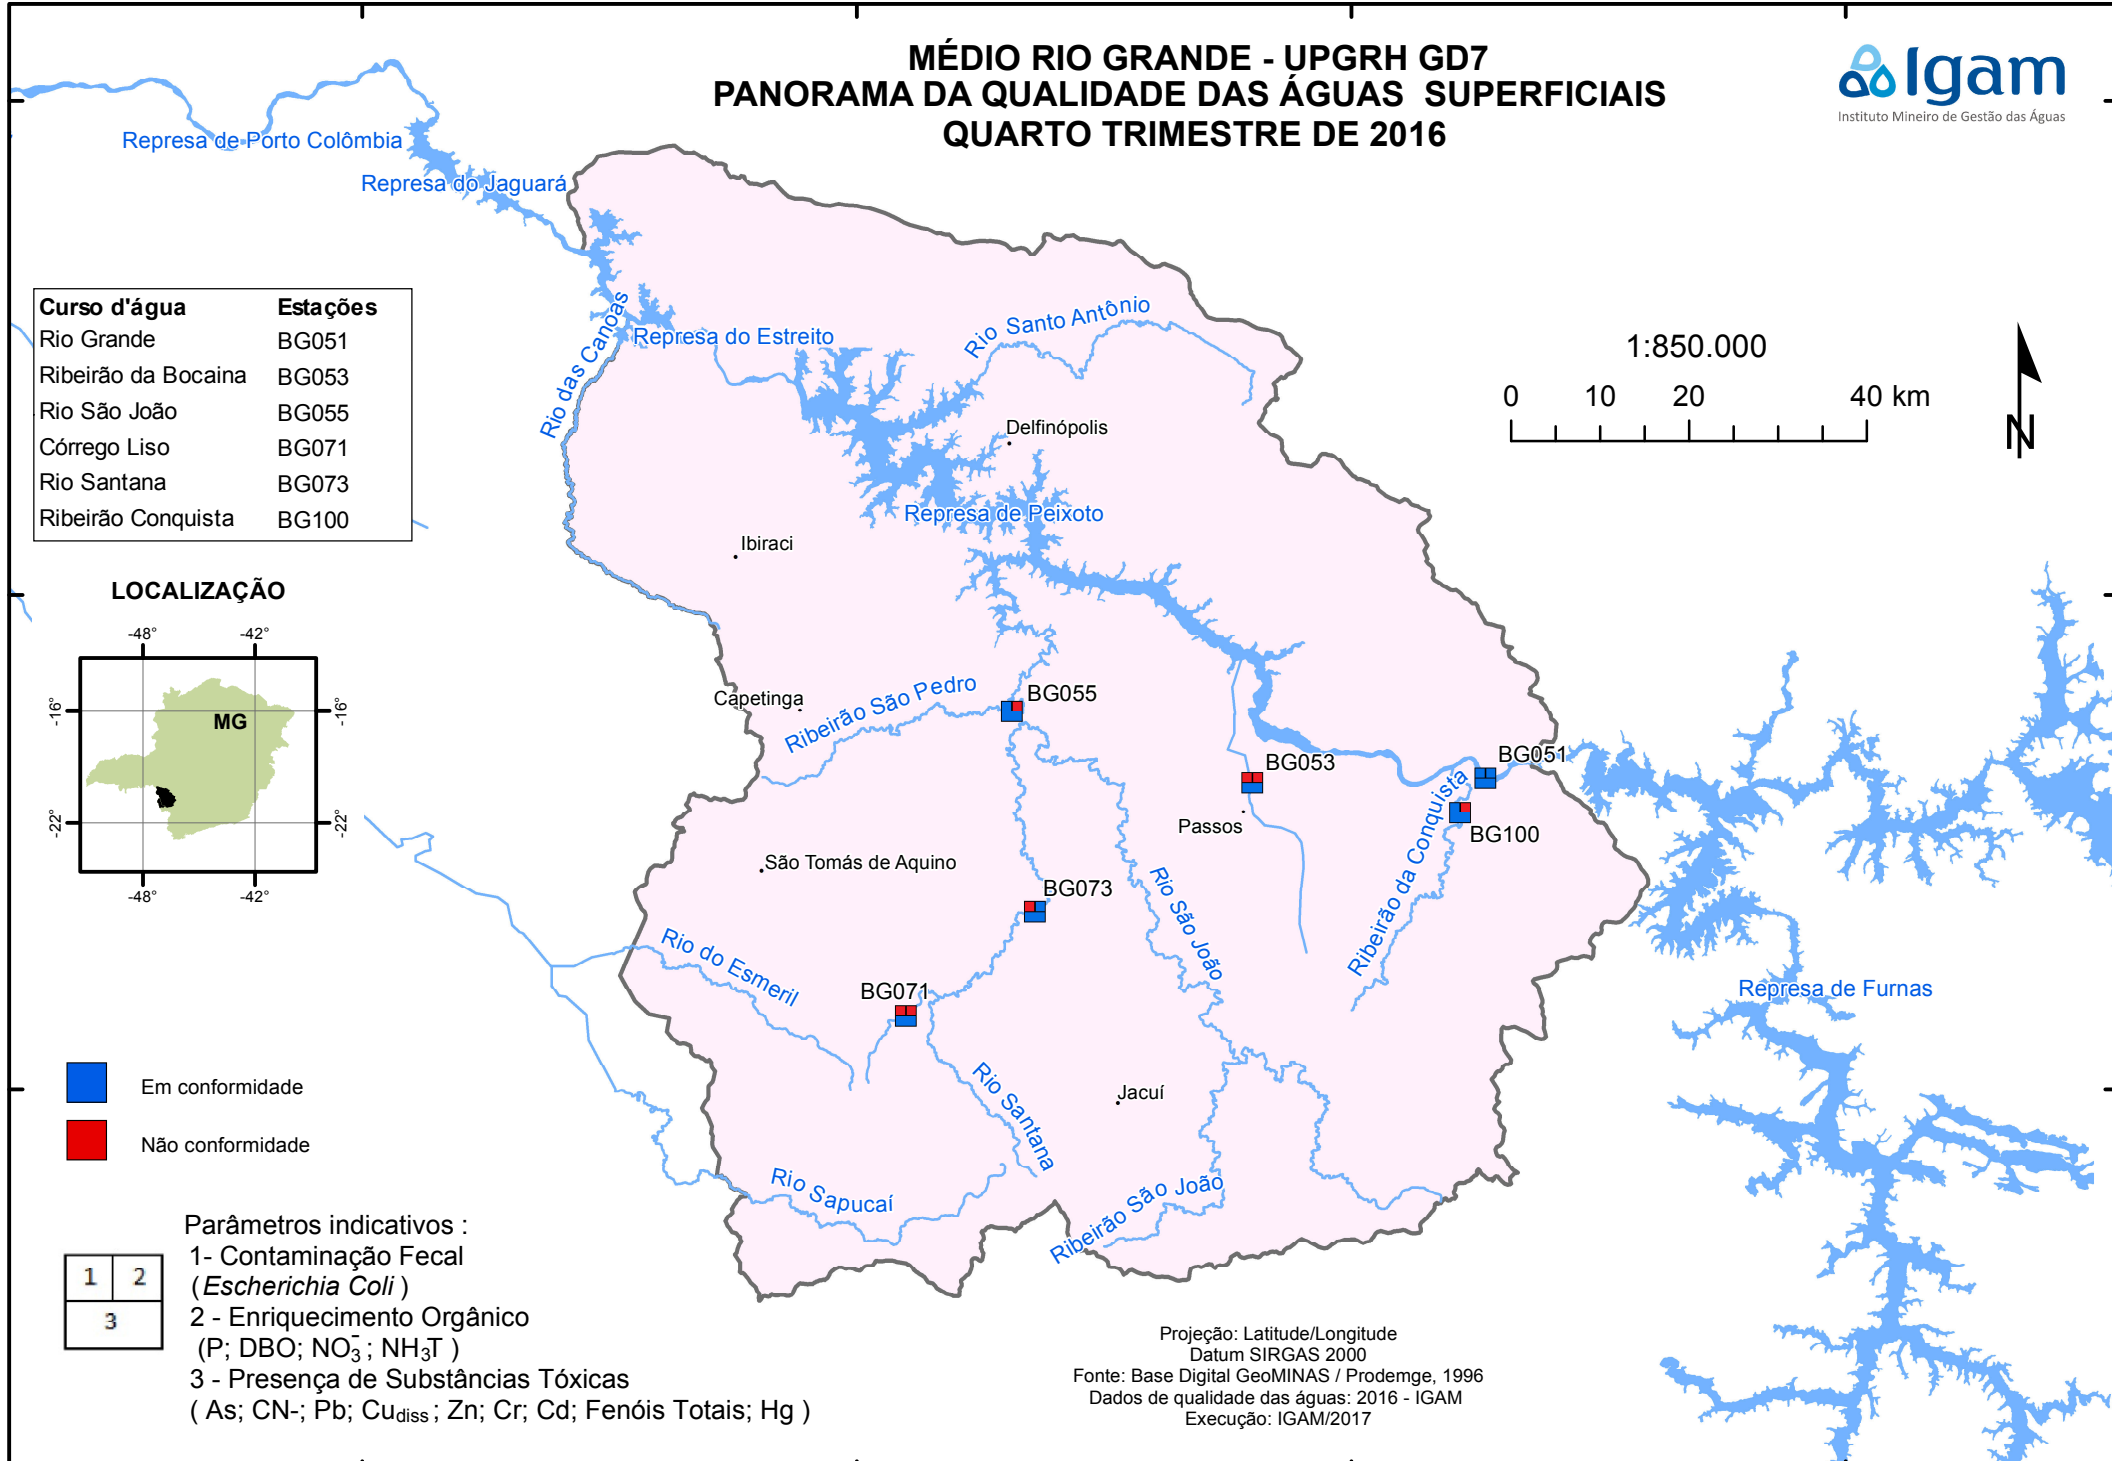 MÉDIO RIO GRANDE - UPGRH GD7
PANORAMA DA QUALIDADE DAS ÁGUAS SUPERFICIAIS
QUARTO TRIMESTRE DE 2016
Igam
Instituto Mineiro de Gestão das Águas
Represa de Porto Colômbia
Represa do Jaguará
Curso d'água Estações
Rio Grande BG051
Ribeirão da Bocaina BG053
Rio São João BG055
Córrego Liso BG071
Rio Santana BG073
Ribeirão Conquista BG100
Rio das Canoas
Represa do Estreito
Rio Santo Antônio
1:850.000
0 10 20 40 km
N
Delfinópolis
Represa de Peixoto
Ibiraci
LOCALIZAÇÃO
-48° -42°
-16° -16°
MG
-22° -22°
-48° -42°
Capetinga
Ribeirão São Pedro
BG055
BG053
BG051
Passos
Ribeirão da Conquista
BG100
São Tomás de Aquino
BG073
Rio São João
Rio do Esmeril
BG071
Represa de Furnas
Rio Santana
Jacuí
Em conformidade
Não conformidade
Rio Sapucaí
Ribeirão São João
Parâmetros indicativos :
1 2
3
1- Contaminação Fecal
(Escherichia Coli )
2 - Enriquecimento Orgânico
(P; DBO; NO₃⁻; NH₃T )
3 - Presença de Substâncias Tóxicas
( As; CN-; Pb; Cudiss ; Zn; Cr; Cd; Fenóis Totais; Hg )
Projeção: Latitude/Longitude
Datum SIRGAS 2000
Fonte: Base Digital GeoMINAS / Prodemge, 1996
Dados de qualidade das águas: 2016 - IGAM
Execução: IGAM/2017